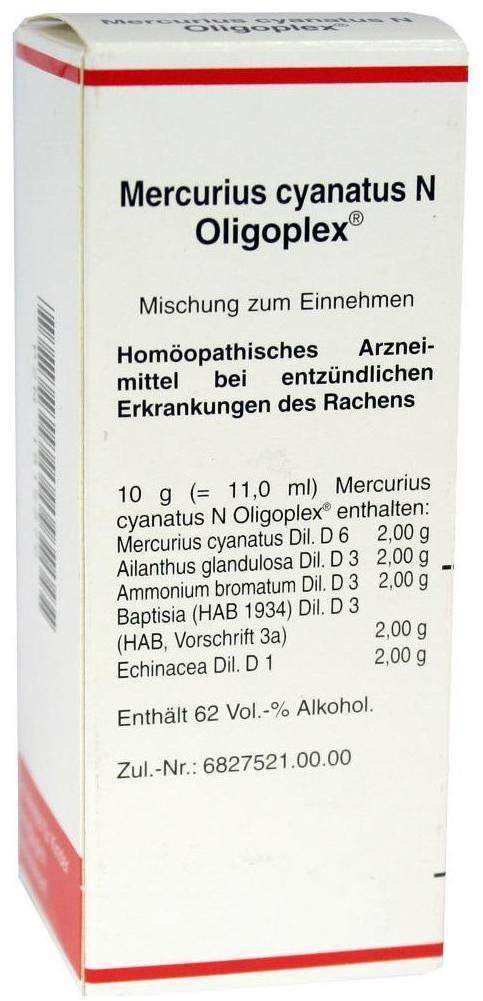 Mercurius cyanatus N
Oligoplex®
Mercurius cyanatus N
Oligoplex®
Mischung zum Einnehmen
Homöopathisches Arznei-
mittel bei entzündlichen
Erkrankungen des Rachens
10 g (= 11,0 ml) Mercurius
cyanatus N Oligoplex® enthalten:
Mercurius cyanatus Dil. D 6 2,00 g
Ailanthus glandulosa Dil. D 3 2,00 g
Ammonium bromatum Dil. D 3 2,00 g
Baptisia (HAB 1934) Dil. D 3
(HAB, Vorschrift 3a) 2,00 g
Echinacea Dil. D 1 2,00 g
Enthält 62 Vol.-% Alkohol.
Zul.-Nr.: 6827521.00.00